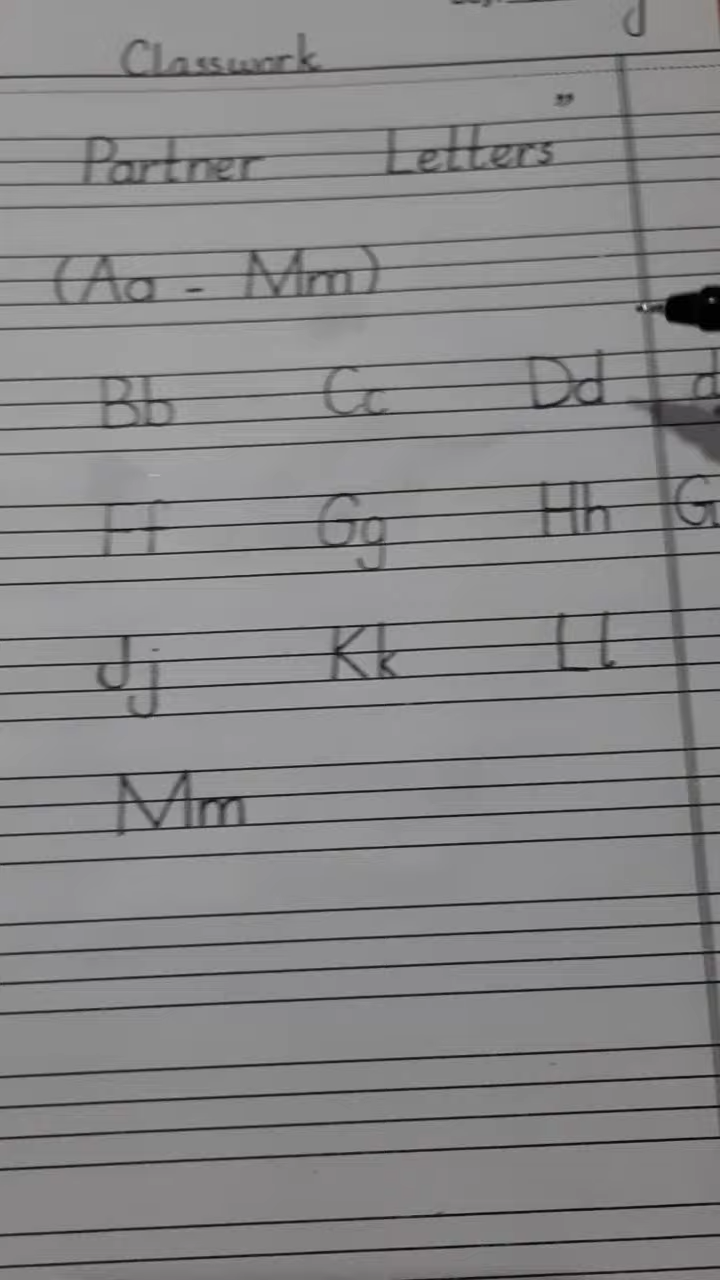 Classwork
Partner Letters"
(Aa - Mm)
Bb Cc Dd d
Ff Gg Hh G
Jj Kk Ll
Mm